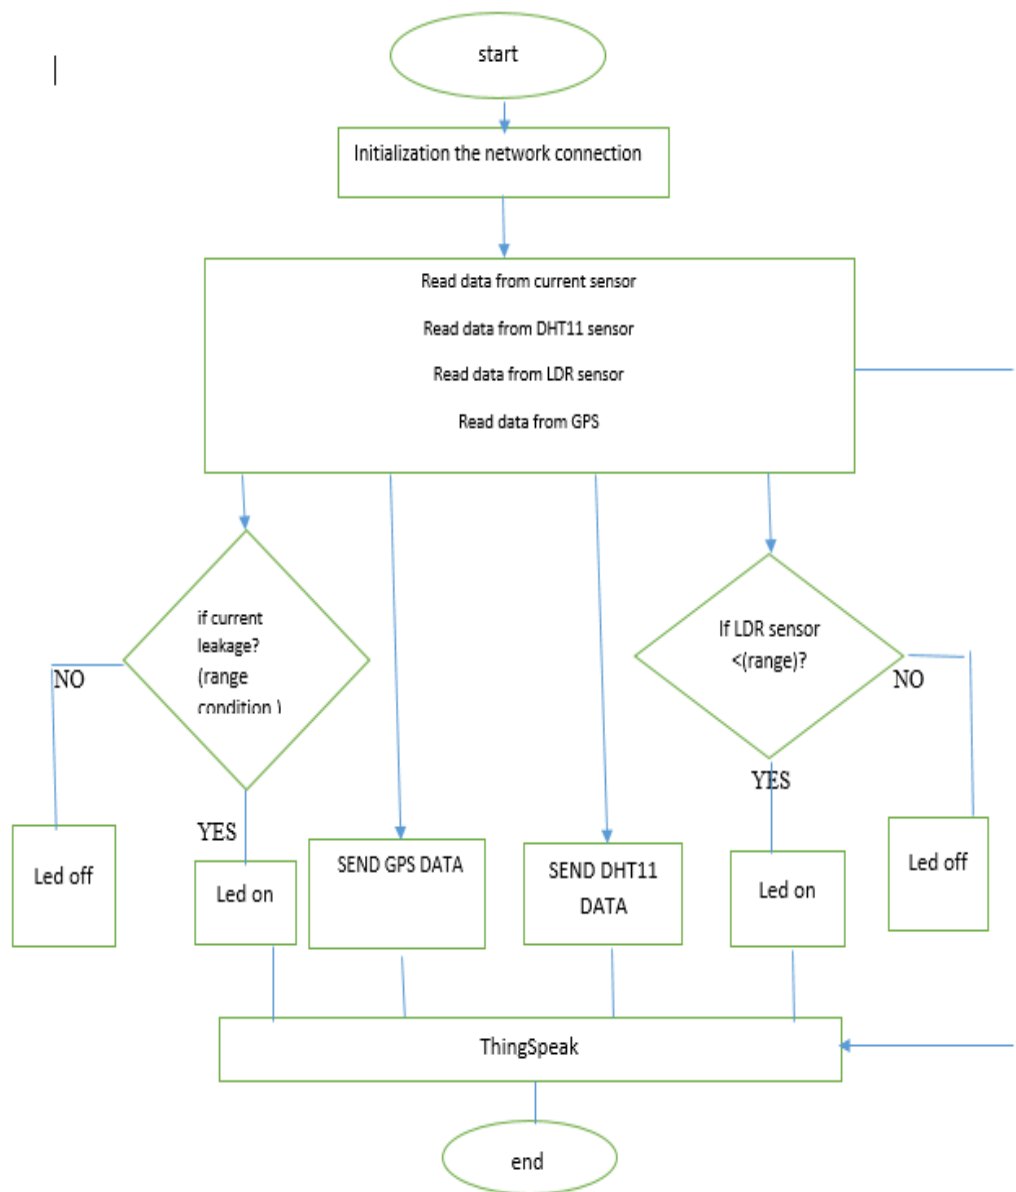 start
Initialization the network connection
Read data from current sensor
Read data from DHT11 sensor
Read data from LDR sensor
Read data from GPS
if current
leakage?
(range
condition )
NO
YES
If LDR sensor
<(range)?
NO
YES
Led off
Led on
SEND GPS DATA
SEND DHT11
DATA
Led on
Led off
ThingSpeak
end